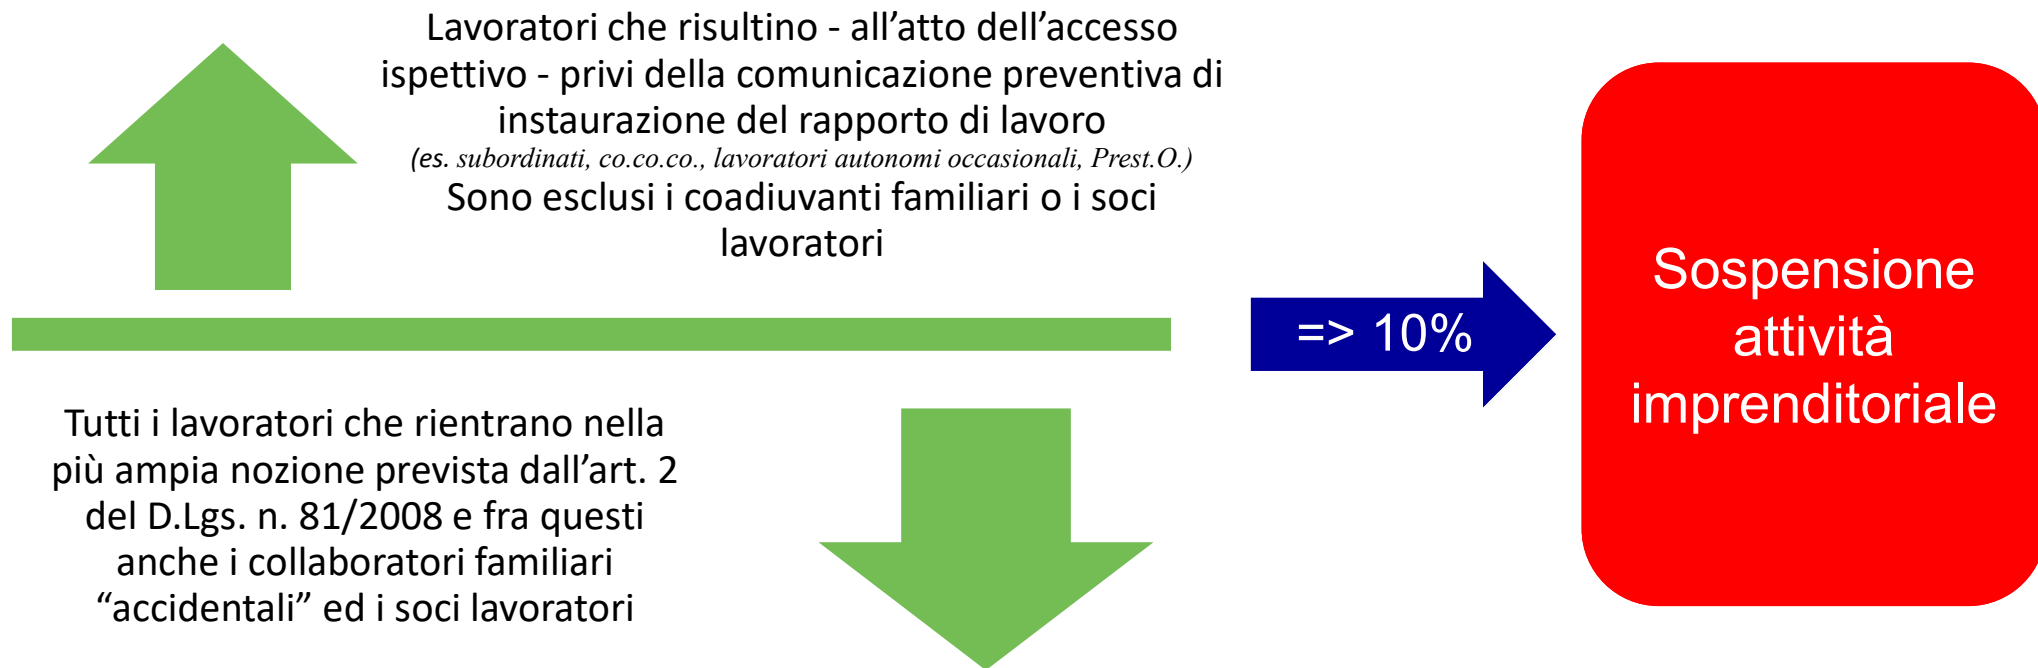 Lavoratori che risultino - all’atto dell’accesso
ispettivo - privi della comunicazione preventiva di
instaurazione del rapporto di lavoro
(es. subordinati, co.co.co., lavoratori autonomi occasionali, Prest.O.)
Sono esclusi i coadiuvanti familiari o i soci
lavoratori
=> 10%
Sospensione
attività
imprenditoriale
Tutti i lavoratori che rientrano nella
più ampia nozione prevista dall’art. 2
del D.Lgs. n. 81/2008 e fra questi
anche i collaboratori familiari
“accidentali” ed i soci lavoratori